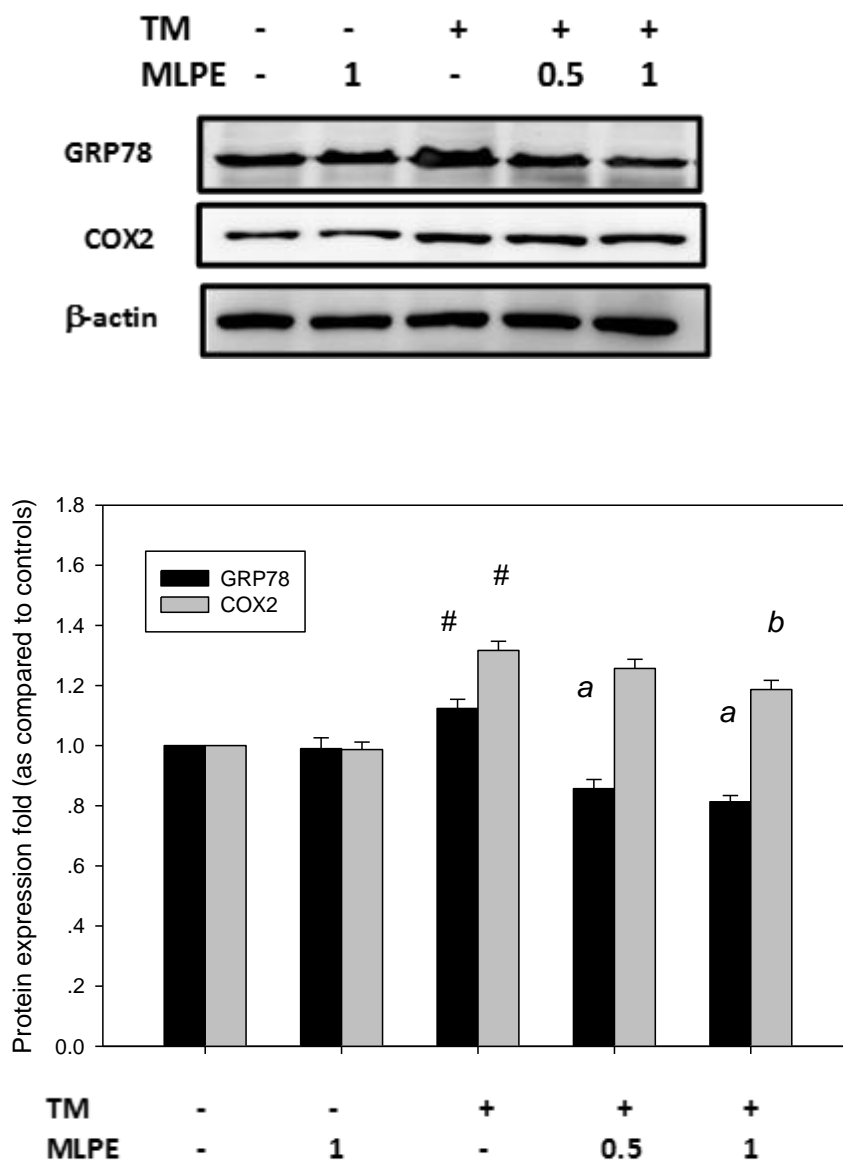 TM - - + + +
MLPE - 1 - 0.5 1
GRP78
COX2
β-actin
Protein expression fold (as compared to controls)
1.8
1.6
1.4
1.2
1.0
.8
.6
.4
.2
0.0
GRP78
COX2
# #
a
a b
TM - - + + +
MLPE - 1 - 0.5 1